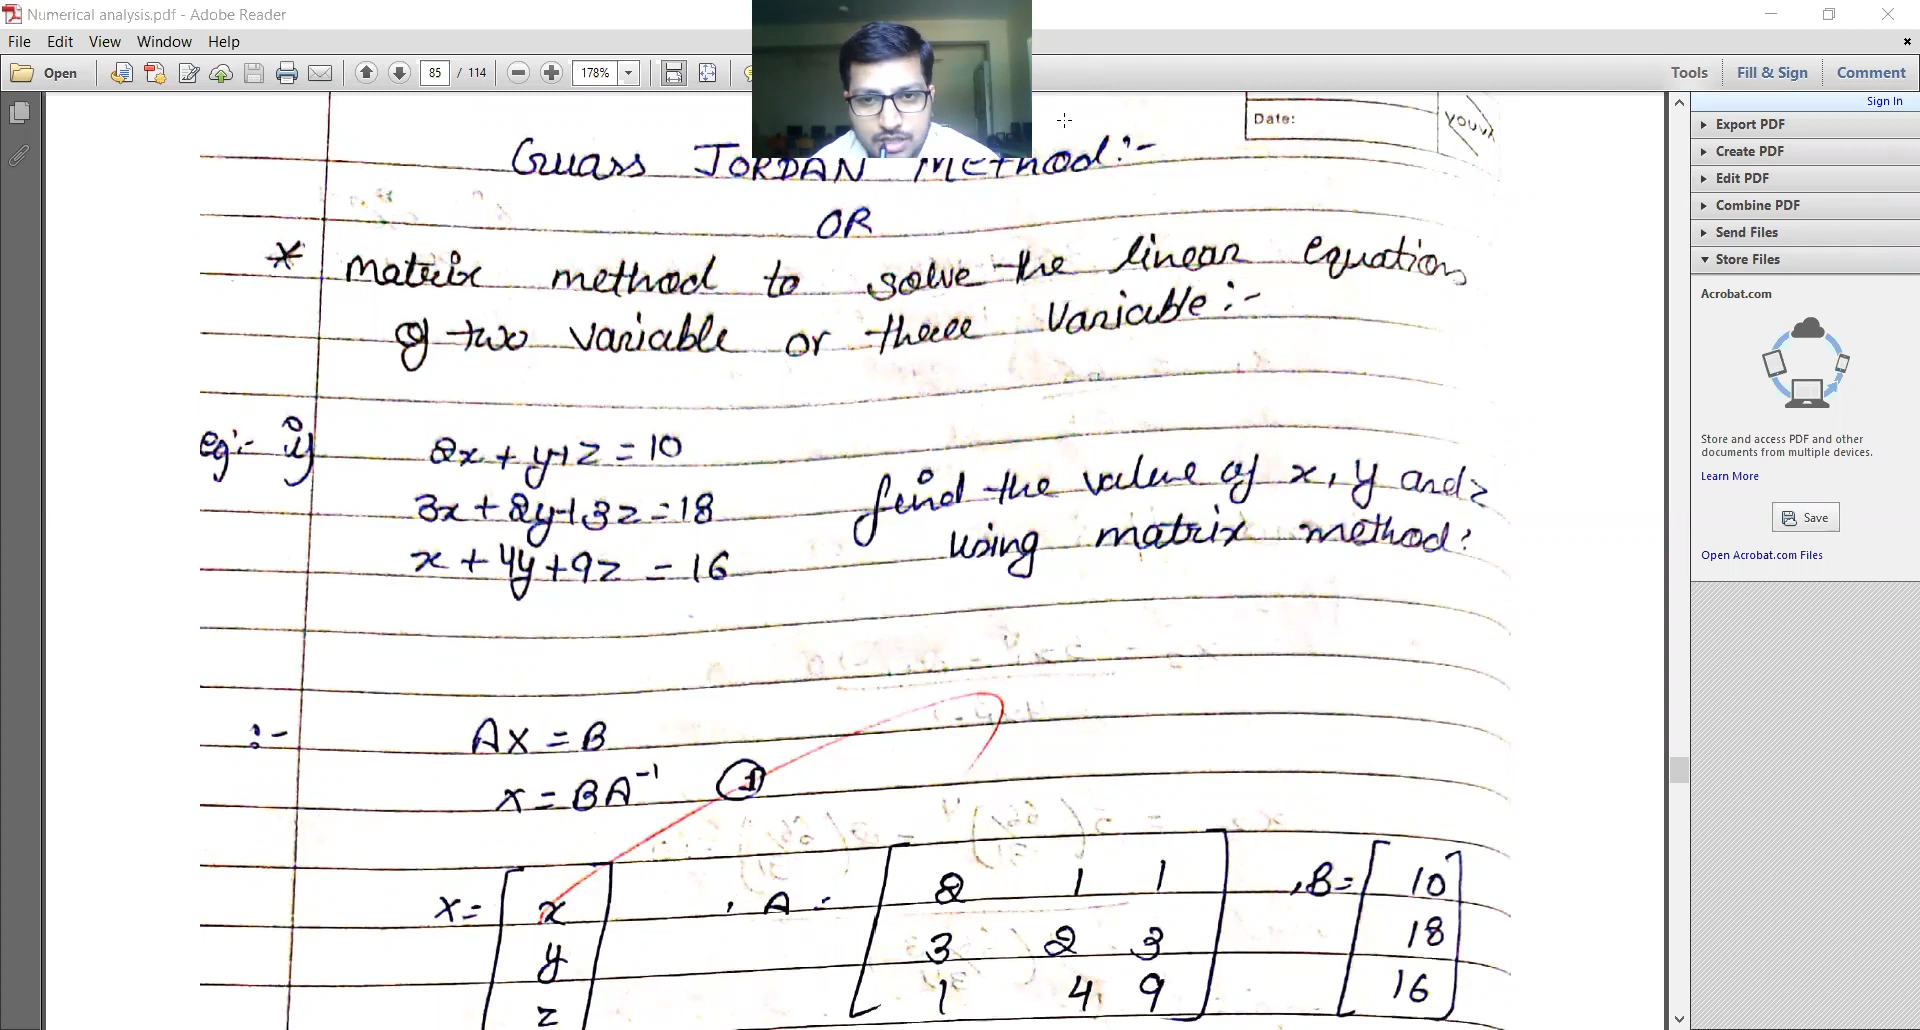 Numerical analysis.pdf - Adobe Reader
File Edit View Window Help
Open 85 / 114 178% Tools Fill & Sign Comment
Sign In
Export PDF
Create PDF
Edit PDF
Combine PDF
Send Files
Store Files
Acrobat.com
Store and access PDF and other
documents from multiple devices.
Learn More
Save
Open Acrobat.com Files
Date:
YOUVA
Guass JORDAN METHOD:-
OR
* Matrix method to solve the linear equations
of two variable or three variable:-
eg:- i) 2x + y + z = 10
3x + 2y + 3z = 18
x + 4y + 9z = 16
find the value of x, y and z
using matrix method:
:- AX = B
X = BA⁻¹ ①
X = [x y z] , A = [2 1 1 , B = [10
3 2 3 18
1 4 9] 16]